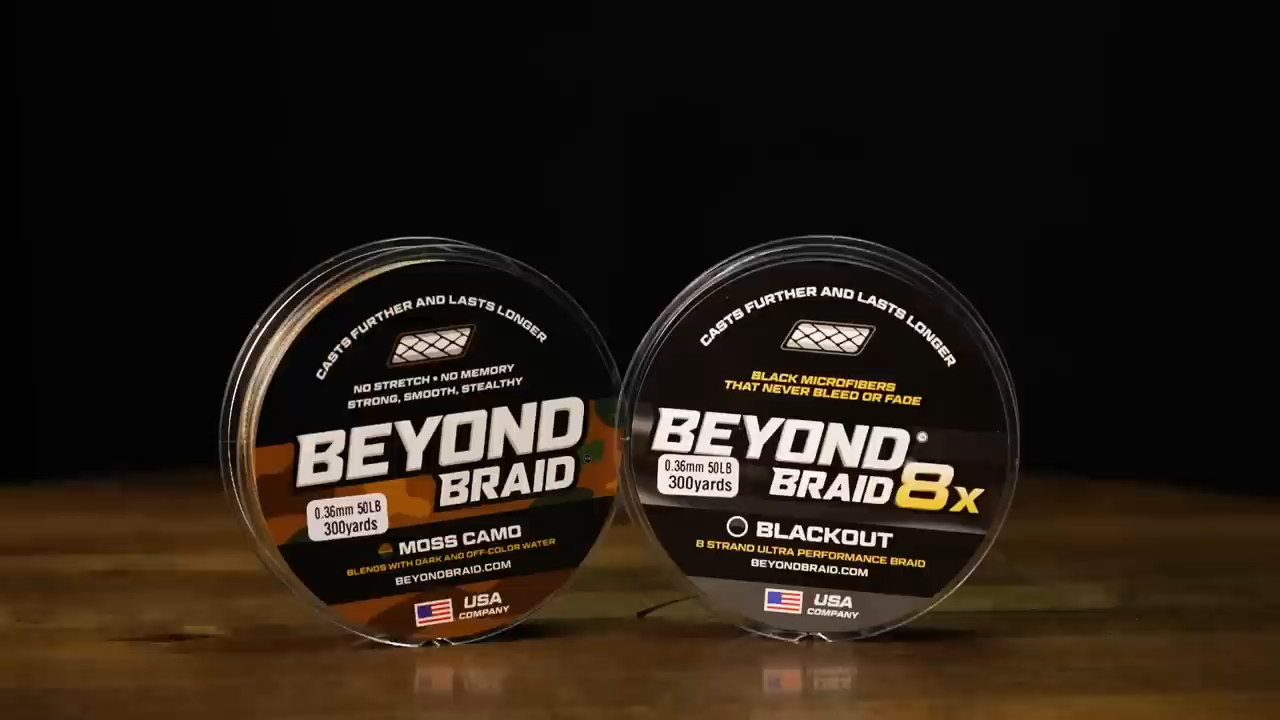 CASTS FURTHER AND LASTS LONGER
NO STRETCH • NO MEMORY
STRONG, SMOOTH, STEALTHY
BEYOND
BRAID
0.36mm 50LB
300yards
MOSS CAMO
BLENDS WITH DARK AND OFF-COLOR WATER
BEYONDBRAID.COM
USA
COMPANY
CASTS FURTHER AND LASTS LONGER
BLACK MICROFIBERS
THAT NEVER BLEED OR FADE
BEYOND®
BRAID 8X
0.36mm 50LB
300yards
BLACKOUT
8 STRAND ULTRA PERFORMANCE BRAID
BEYONDBRAID.COM
USA
COMPANY